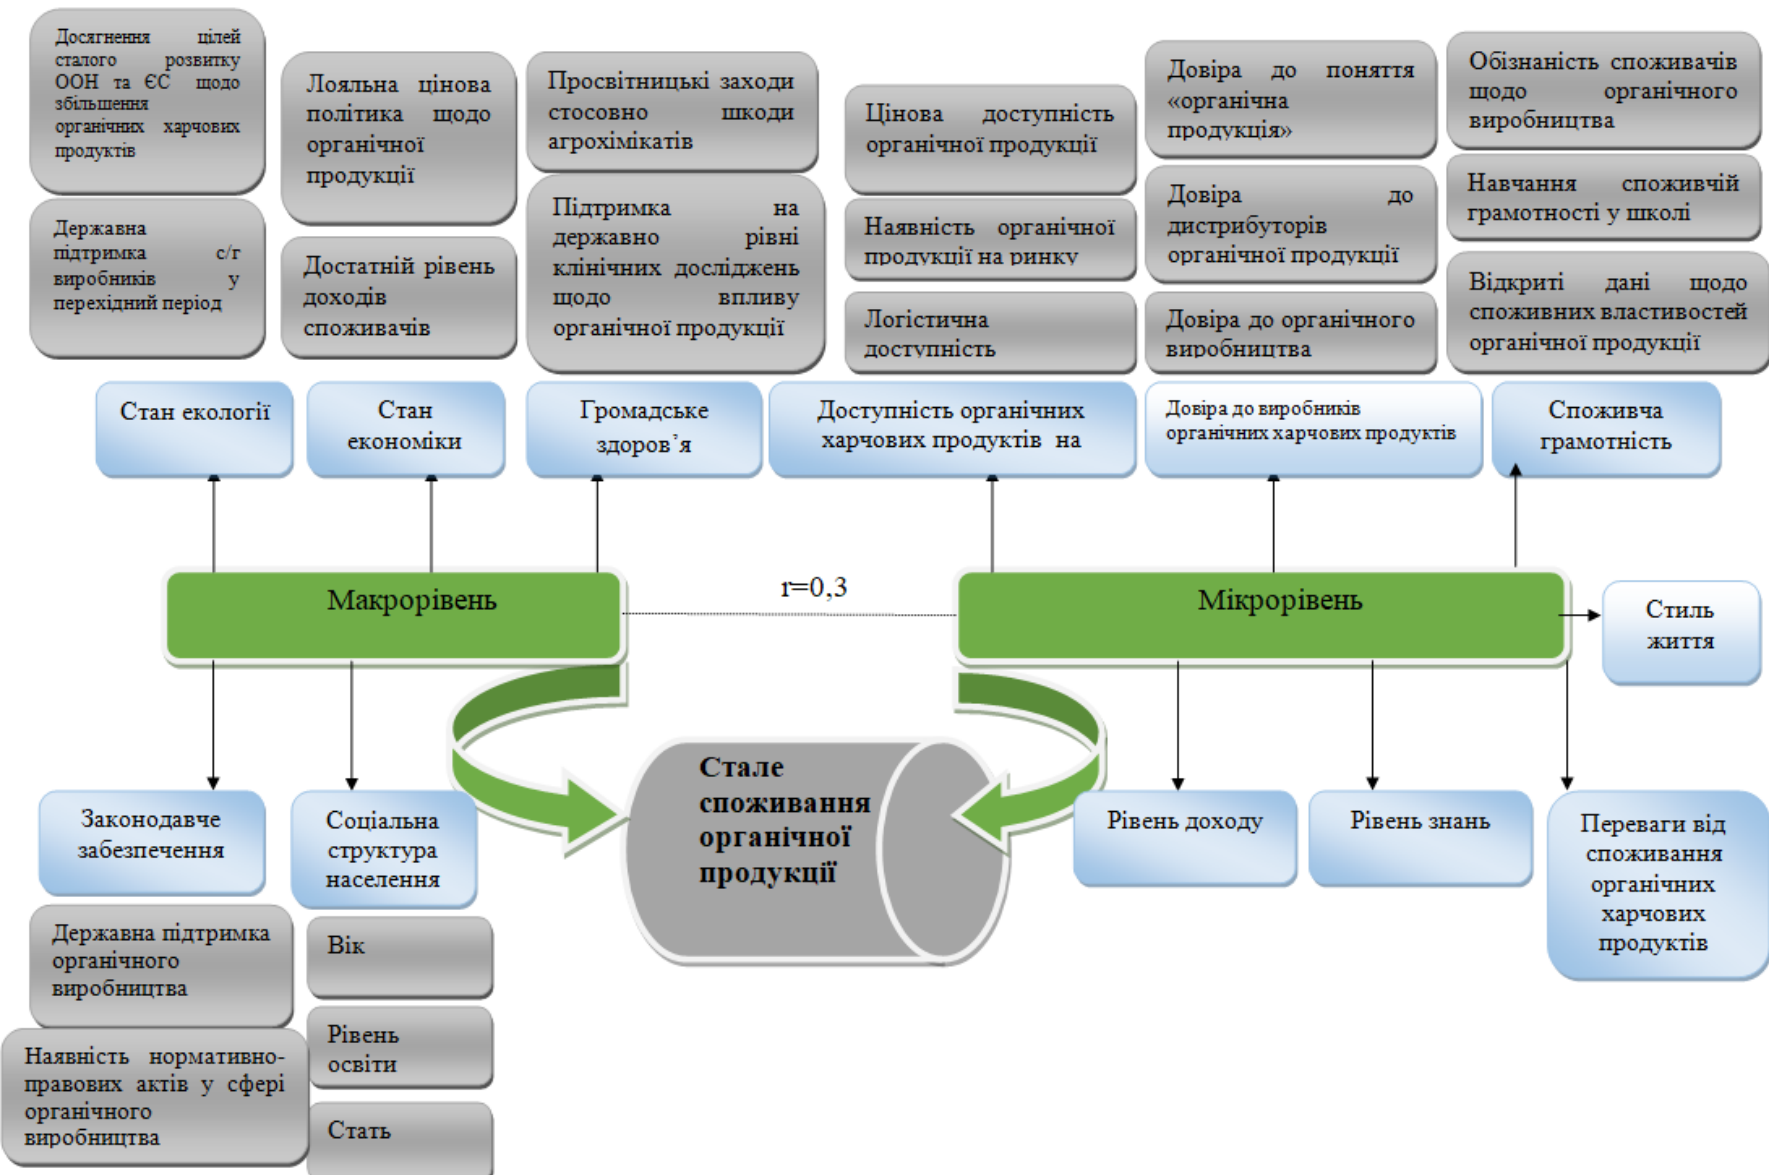 Досягнення цілей
сталого розвитку
ООН та ЄС щодо
збільшення
органічних харчових
продуктів
Державна
підтримка с/г
виробників у
перехідний період
Лояльна цінова
політика щодо
органічної
продукції
Достатній рівень
доходів
споживачів
Просвітницькі заходи
стосовно шкоди
агрохімікатів
Підтримка на
державно рівні
клінічних досліджень
щодо впливу
органічної продукції
Цінова доступність
органічної продукції
Наявність органічної
продукції на ринку
Логістична
доступність
Довіра до поняття
«органічна
продукція»
Довіра до
дистрибуторів
органічної продукції
Довіра до органічного
виробництва
Обізнаність споживачів
щодо органічного
виробництва
Навчання споживчій
грамотності у школі
Відкриті дані щодо
споживних властивостей
органічної продукції
Стан екології
Стан
економіки
Громадське
здоров’я
Доступність органічних
харчових продуктів на
Довіра до виробників
органічних харчових продуктів
Споживча
грамотність
Макрорівень
r=0,3
Мікрорівень
Стиль
життя
Стале
споживання
органічної
продукції
Законодавче
забезпечення
Соціальна
структура
населення
Рівень доходу
Рівень знань
Переваги від
споживання
органічних
харчових
продуктів
Державна підтримка
органічного
виробництва
Наявність нормативно-
правових актів у сфері
органічного
виробництва
Вік
Рівень
освіти
Стать